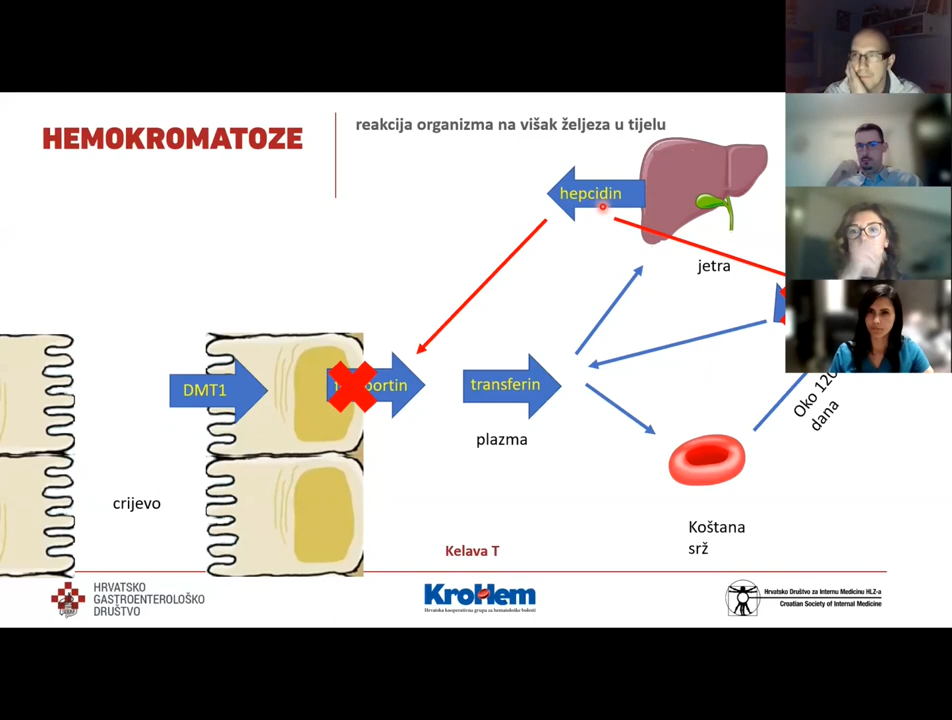 HEMOKROMATOZE
reakcija organizma na višak željeza u tijelu
hepcidin
jetra
DMT1
transferin
plazma
Oko 120
dana
crijevo
Koštana
srž
Kelava T
HRVATSKO
GASTROENTEROLOŠKO
DRUŠTVO
KroHem
Hrvatska kooperativna grupa za hematološke bolesti
Hrvatsko Društvo za Internu Medicinu HLZ-a
Croatian Society of Internal Medicine